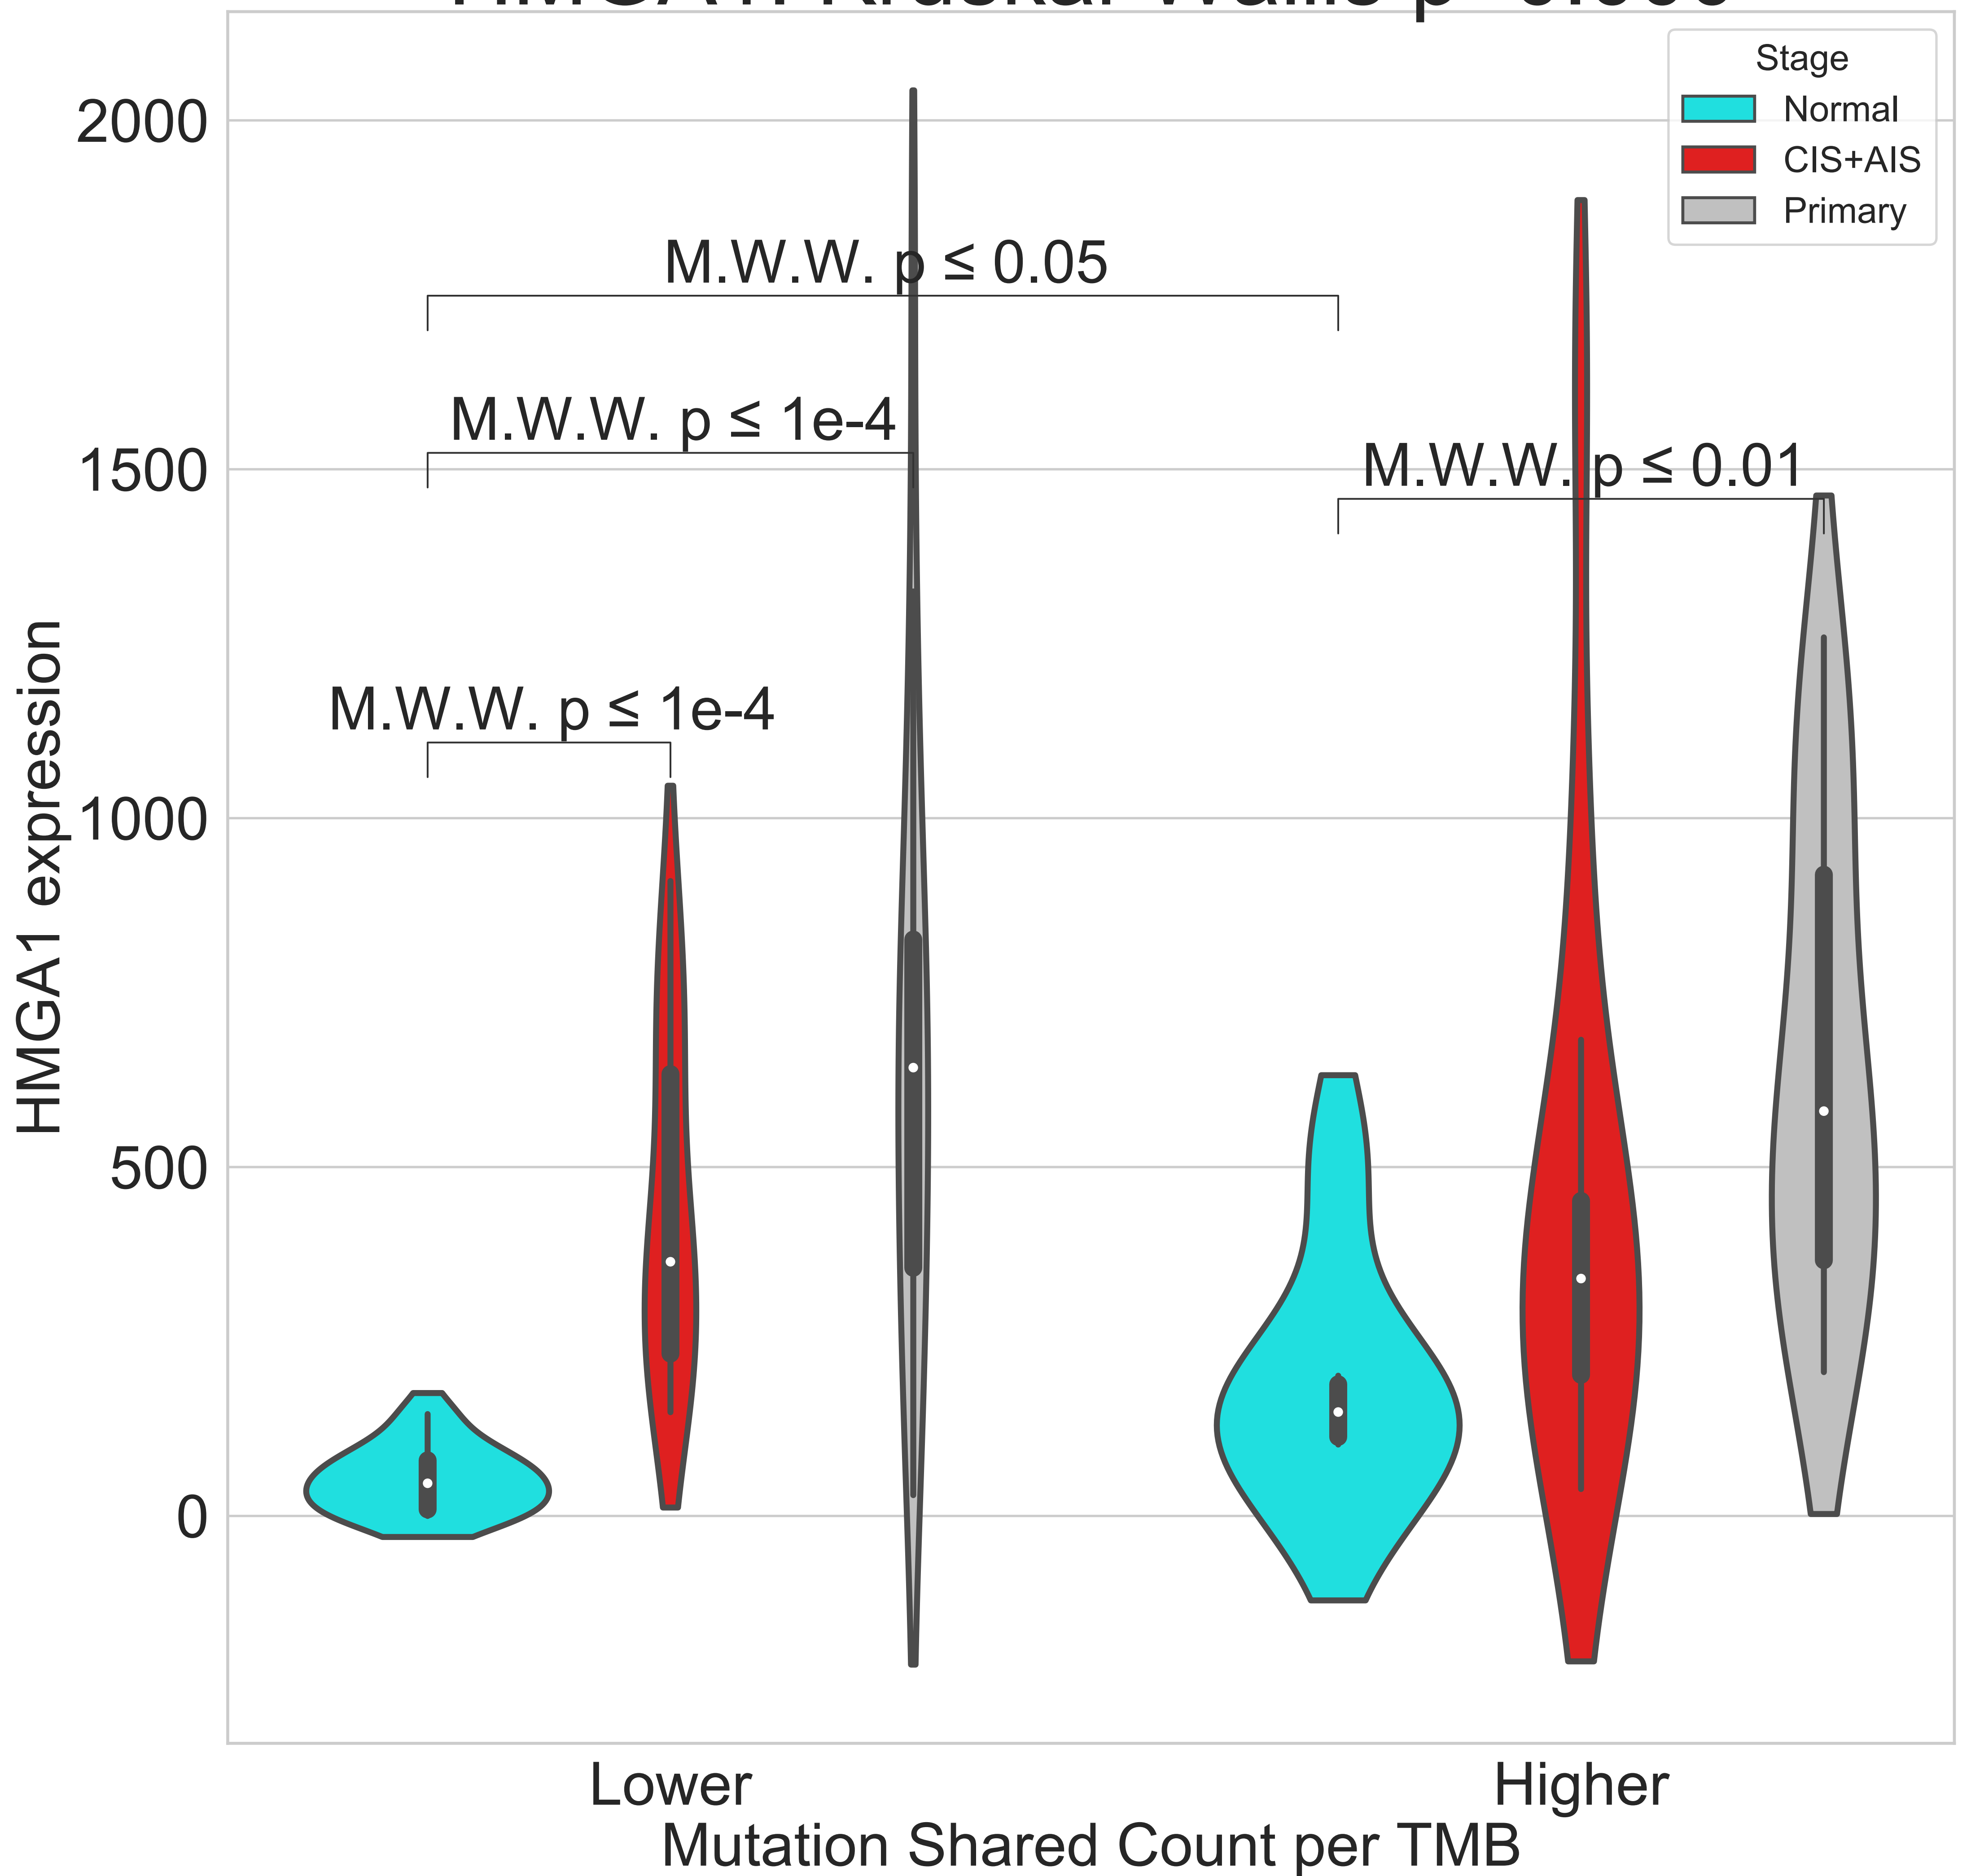 Stage
Normal
CIS+AIS
Primary
2000
M.W.W. p ≤ 0.05
M.W.W. p ≤ 1e-4
1500
M.W.W. p ≤ 0.01
M.W.W. p ≤ 1e-4
1000
500
0
HMGA1 expression
Lower
Higher
Mutation Shared Count per TMB